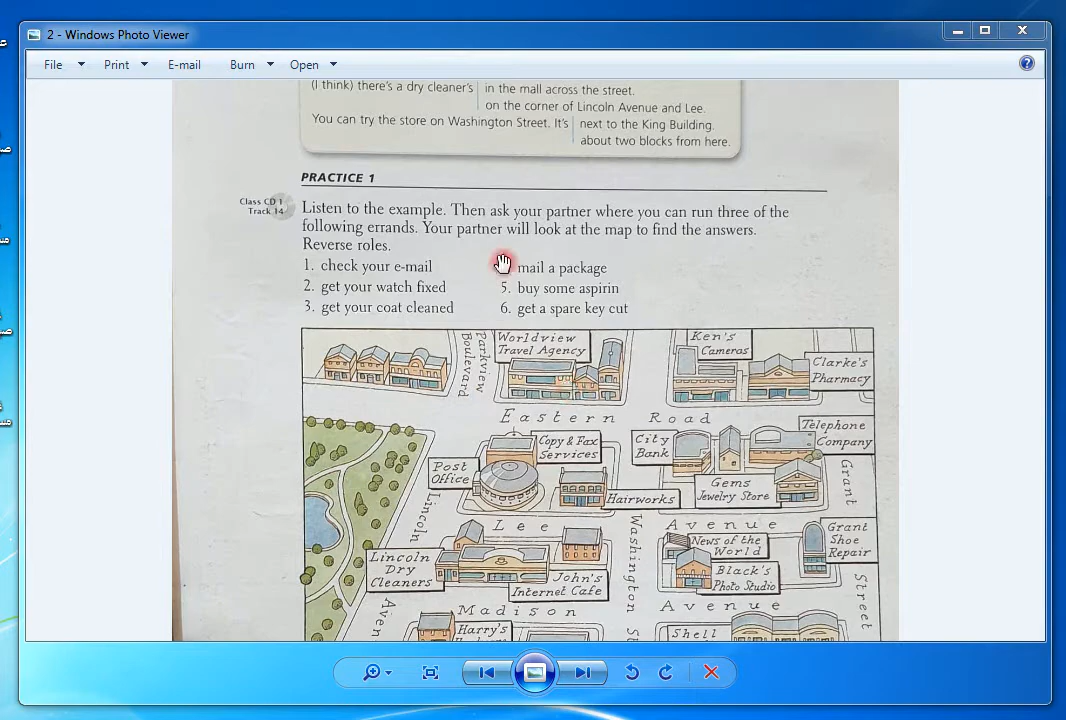 2 - Windows Photo Viewer
File Print E-mail Burn Open
(I think) there's a dry cleaner's in the mall across the street.
on the corner of Lincoln Avenue and Lee.
You can try the store on Washington Street. It's next to the King Building.
about two blocks from here.
PRACTICE 1
Class CD 1
Track 14
Listen to the example. Then ask your partner where you can run three of the
following errands. Your partner will look at the map to find the answers.
Reverse roles.
1. check your e-mail
2. get your watch fixed
3. get your coat cleaned
mail a package
5. buy some aspirin
6. get a spare key cut
Parkview
Boulevard
Worldview
Travel Agency
Ken's
Cameras
Clarke's
Pharmacy
Eastern Road
Telephone
Company
Copy & Fax
Services
City
Bank
Post
Office
Gems
Jewelry Store
Grant
Hairworks
Lincoln
Lee Avenue
Washington
News of the
World
Grant
Shoe
Repair
Lincoln
Dry
Cleaners
Black's
Photo Studio
John's
Internet Cafe
Street
Aven
Madison Avenue
St
Harry's
Shell